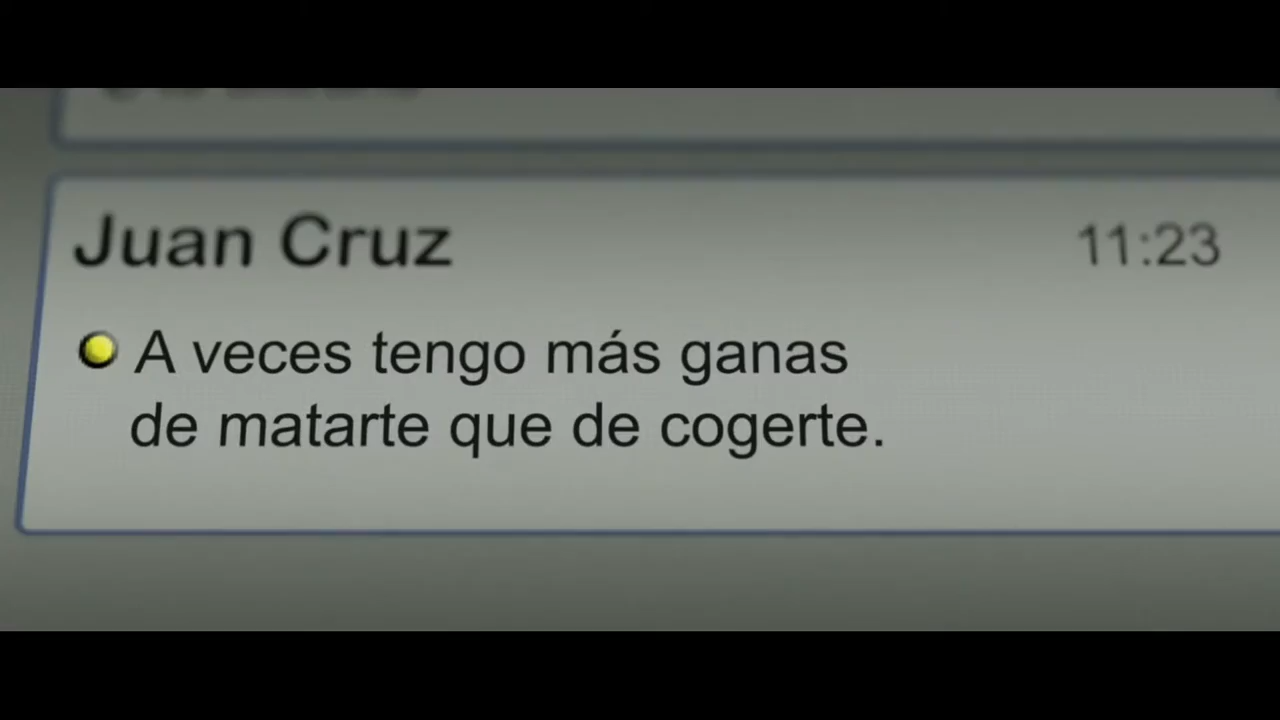 Juan Cruz 11:23
A veces tengo más ganas
de matarte que de cogerte.